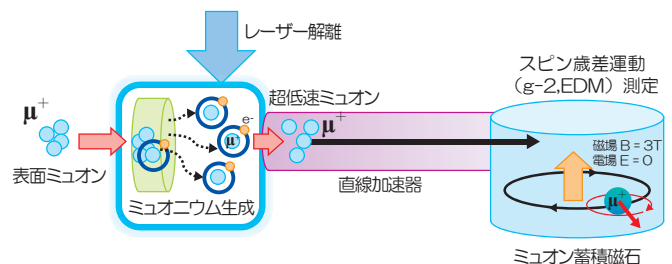 レーザー解離
μ⁺
表面ミュオン
e⁻
μ⁺
ミュオニウム生成
超低速ミュオン
μ⁺
直線加速器
スピン歳差運動
（g-2,EDM）測定
磁場 B = 3T
電場 E = 0
μ⁺
ミュオン蓄積磁石